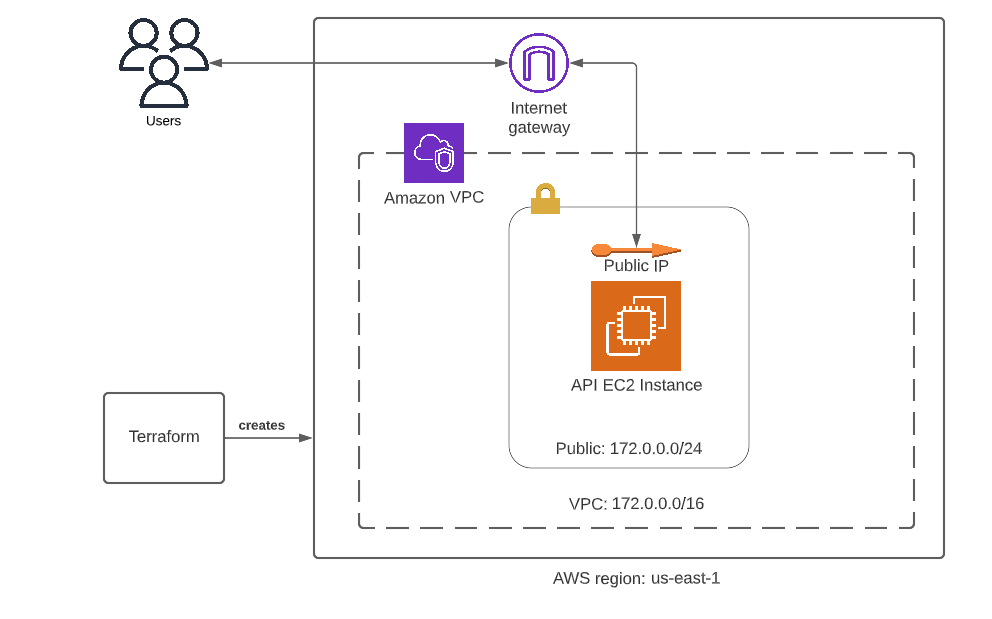 Users
Internet
gateway
Amazon VPC
Public IP
API EC2 Instance
Terraform
creates
Public: 172.0.0.0/24
VPC: 172.0.0.0/16
AWS region: us-east-1